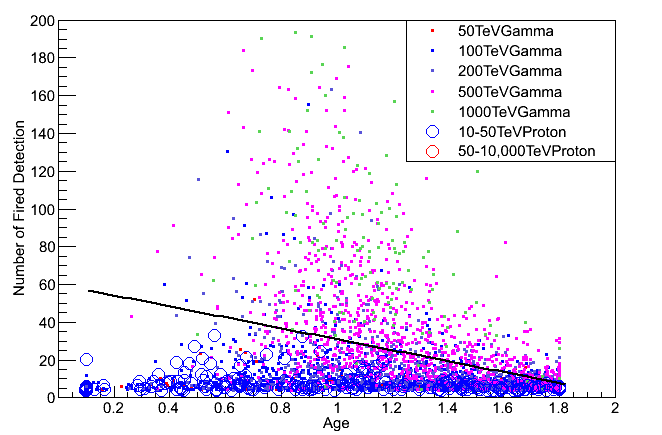 Number of Fired Detection
200
180
160
140
120
100
80
60
40
20
0
50TeVGamma
100TeVGamma
200TeVGamma
500TeVGamma
1000TeVGamma
10-50TeVProton
50-10,000TeVProton
0.2 0.4 0.6 0.8 1 1.2 1.4 1.6 1.8 2
Age